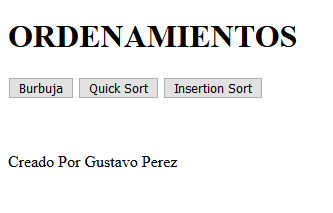 ORDENAMIENTOS
Burbuja Quick Sort Insertion Sort
Creado Por Gustavo Perez